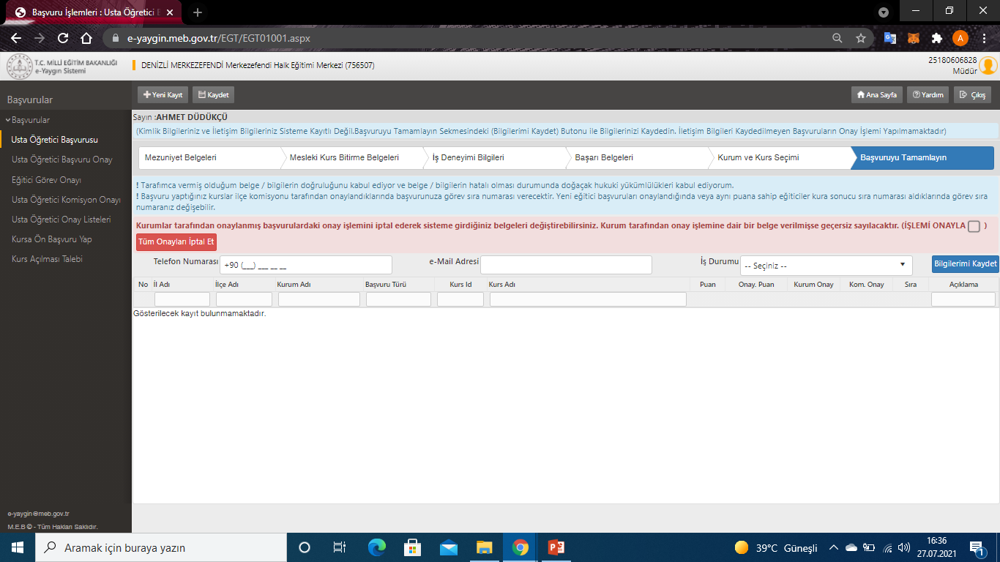 Başvuru İşlemleri : Usta Öğretici B
e-yaygin.meb.gov.tr/EGT/EGT01001.aspx
A
T.C. MİLLİ EĞİTİM BAKANLIĞI
e-Yaygın Sistemi
DENİZLİ MERKEZEFENDİ Merkezefendi Halk Eğitimi Merkezi (756507)
25180606828
Müdür
Başvurular
Yeni Kayıt
Kaydet
Ana Sayfa
Yardım
Çıkış
Başvurular
Usta Öğretici Başvurusu
Usta Öğretici Başvuru Onay
Eğitici Görev Onayı
Usta Öğretici Komisyon Onayı
Usta Öğretici Onay Listeleri
Kursa Ön Başvuru Yap
Kurs Açılması Talebi
Sayın :AHMET DÜDÜKÇÜ
(Kimlik Bilgileriniz ve İletişim Bilgileriniz Sisteme Kayıtlı Değil.Başvuruyu Tamamlayın Sekmesindeki (Bilgilerimi Kaydet) Butonu ile Bilgilerinizi Kaydedin. İletişim Bilgileri Kaydedilmeyen Başvuruların Onay İşlemi Yapılmamaktadır)
Mezuniyet Belgeleri
Mesleki Kurs Bitirme Belgeleri
İş Deneyimi Bilgileri
Başarı Belgeleri
Kurum ve Kurs Seçimi
Başvuruyu Tamamlayın
! Tarafımca vermiş olduğum belge / bilgilerin doğruluğunu kabul ediyor ve belge / bilgilerin hatalı olması durumunda doğaçak hukuki yükümlülükleri kabul ediyorum.
! Başvuru yaptığınız kurslar ilçe komisyonu tarafından onaylandıklarında başvurunuza görev sıra numarası verecektir. Yeni eğitici başvuruları onaylandığında veya aynı puana sahip eğiticiler kura sonucu sıra numarası aldıklarında görev sıra
numaranız değişebilir.
Kurumlar tarafından onaylanmış başvurulardaki onay işlemini iptal ederek sisteme girdiğiniz belgeleri değiştirebilirsiniz. Kurum tarafından onay işlemine dair bir belge verilmişse geçersiz sayılacaktır. (İŞLEMİ ONAYLA )
Tüm Onayları İptal Et
Telefon Numarası
+90 (___) ___ __ __
e-Mail Adresi
İş Durumu
-- Seçiniz --
Bilgilerimi Kaydet
No İl Adı İlçe Adı Kurum Adı Başvuru Türü Kurs Id Kurs Adı Puan Onay. Puan Kurum Onay Kom. Onay Sıra Açıklama
Gösterilecek kayıt bulunmamaktadır.
e-yaygin@meb.gov.tr
M.E.B © - Tüm Hakları Saklıdır.
Aramak için buraya yazın
39°C Güneşli
16:36
27.07.2021
1